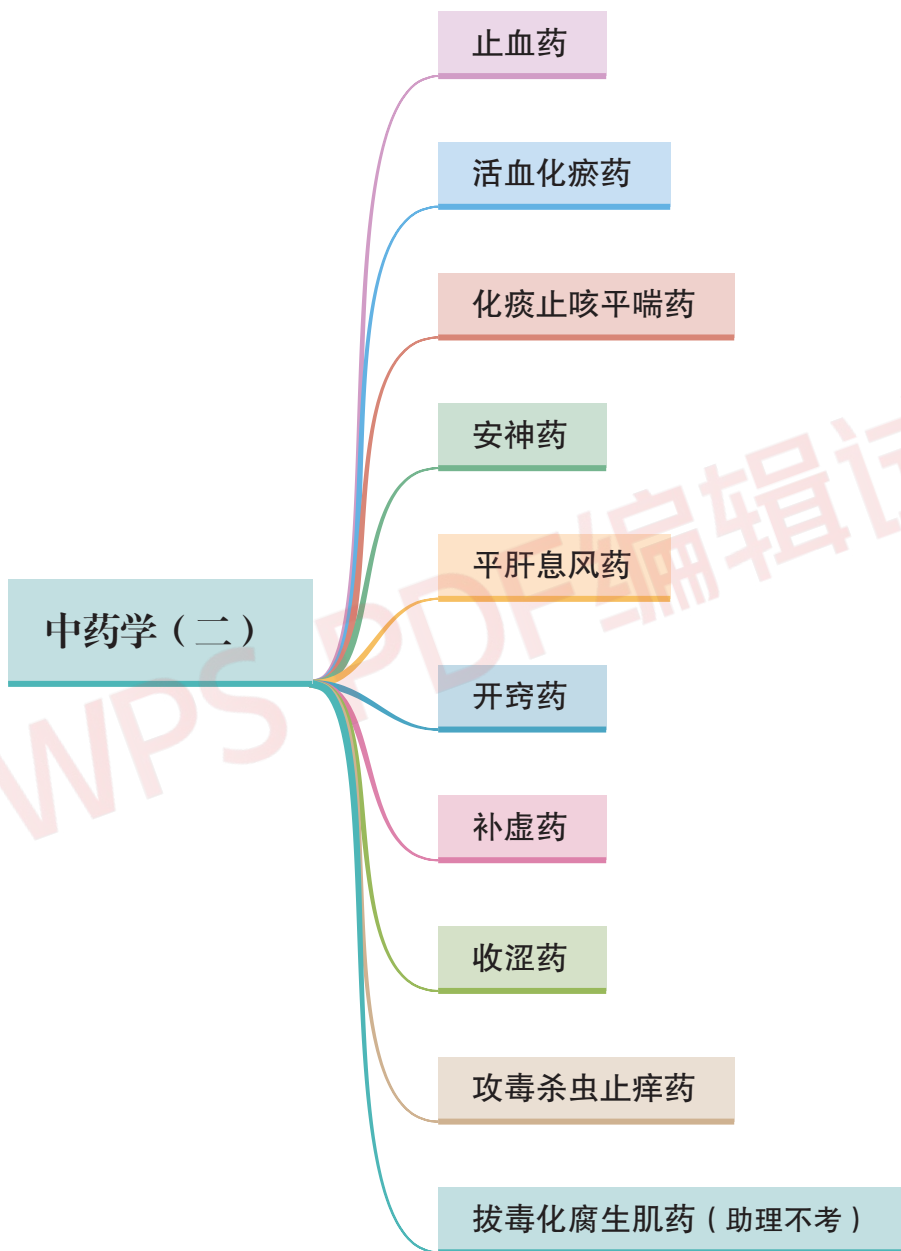 止血药
活血化瘀药
化痰止咳平喘药
安神药
平肝息风药
中药学（二）
开窍药
补虚药
收涩药
攻毒杀虫止痒药
拔毒化腐生肌药（助理不考）
WPS PDF编辑试